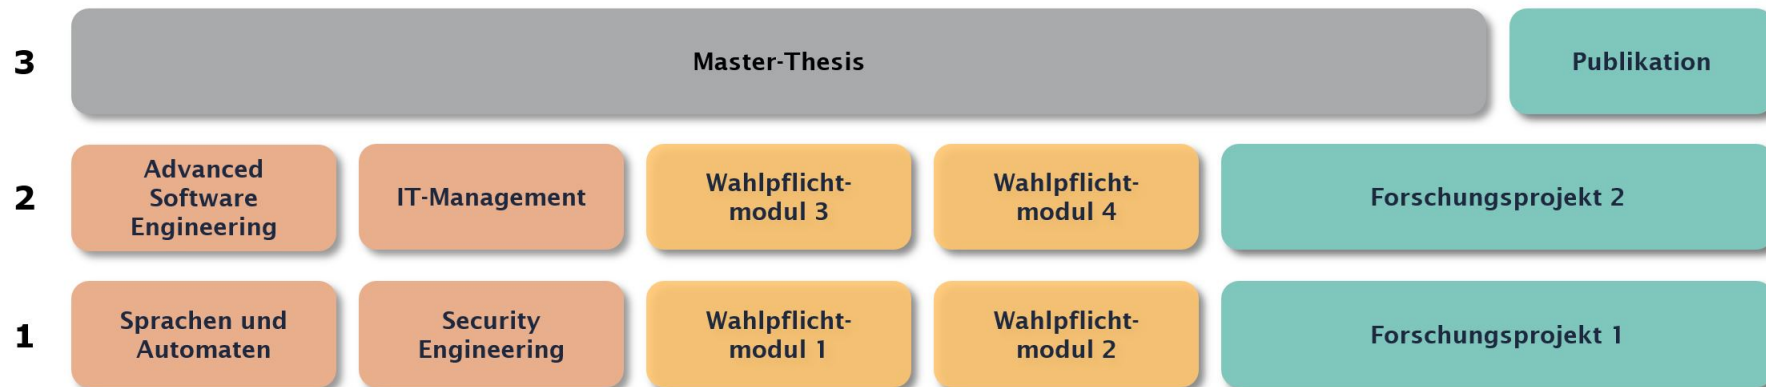 3
Master-Thesis
Publikation
2
Advanced
Software
Engineering
IT-Management
Wahlpflicht-
modul 3
Wahlpflicht-
modul 4
Forschungsprojekt 2
1
Sprachen und
Automaten
Security
Engineering
Wahlpflicht-
modul 1
Wahlpflicht-
modul 2
Forschungsprojekt 1